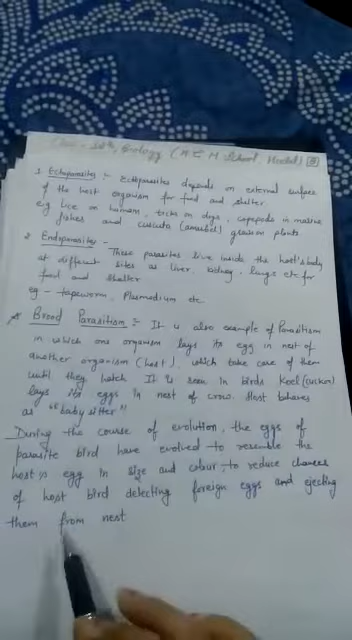 Class - 12th, Biology (M School, Hodal) (8)
1 Ectoparasites :- Ectoparasites depends on external surface
of the host organism for food and shelter
e.g Lice on humans, ticks in dogs, copepods in marine
fishes and cuscuta (amarbel) grows on plants.
2 Endoparasites -
These parasites live inside the host's body
at different sites as liver, kidney, lungs etc for
food and shelter
eg - tapeworm, Plasmodium etc
Brood Parasitism :- It is also example of Parasitism
in which one organism lays its egg in nest of
another organism (host), which take care of them
until they hatch It is seen in birds Koel (cuckoo)
lays its eggs in nest of crow. Host behaves
as "baby sitter"
During the course of evolution, the eggs of
parasite bird have evolved to resemble the
host's egg in size and colour, to reduce chances
of host bird detecting foreign eggs and ejecting
them from nest